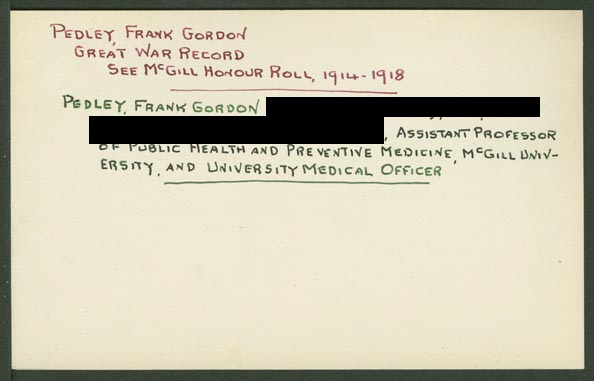 PEDLEY, FRANK GORDON
GREAT WAR RECORD
SEE McGILL HONOUR ROLL, 1914-1918
PEDLEY, FRANK GORDON
, ASSISTANT PROFESSOR
OF PUBLIC HEALTH AND PREVENTIVE MEDICINE, McGILL UNIV-
ERSITY, AND UNIVERSITY MEDICAL OFFICER